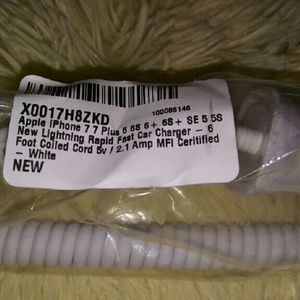 X0017H8ZKD
100085146
Apple iPhone 7 7 Plus 6 6S 6+ 6S+ SE 5 5S
New Lightning Rapid Fast Car Charger – 6
Foot Coiled Cord 5v / 2.1 Amp MFI Ceritified
– White
NEW